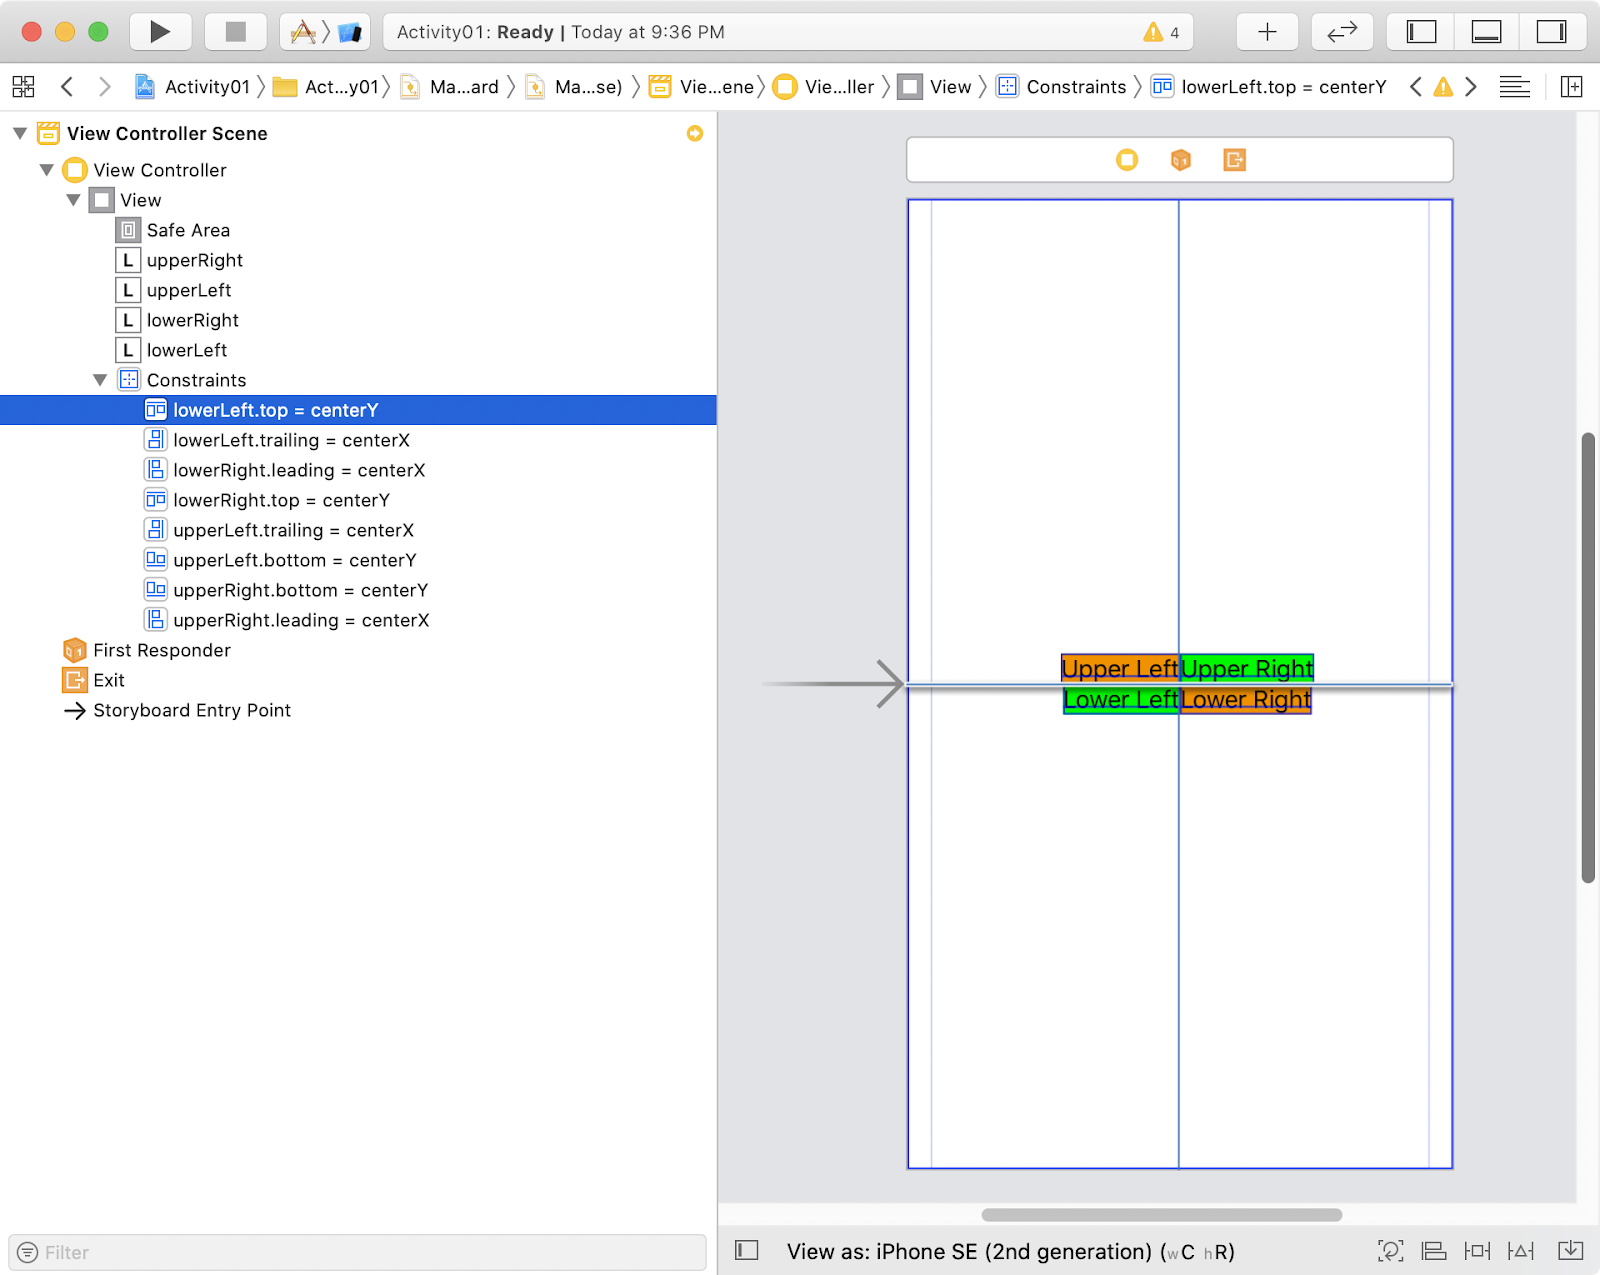 Activity01: Ready | Today at 9:36 PM
4
Activity01
Act...y01
Ma...ard
Ma...se)
Vie...ene
Vie...ller
View
Constraints
lowerLeft.top = centerY
View Controller Scene
View Controller
View
Safe Area
L upperRight
L upperLeft
L lowerRight
L lowerLeft
Constraints
lowerLeft.top = centerY
lowerLeft.trailing = centerX
lowerRight.leading = centerX
lowerRight.top = centerY
upperLeft.trailing = centerX
upperLeft.bottom = centerY
upperRight.bottom = centerY
upperRight.leading = centerX
First Responder
Exit
Storyboard Entry Point
Filter
Upper Left Upper Right
Lower Left Lower Right
View as: iPhone SE (2nd generation) (wC hR)